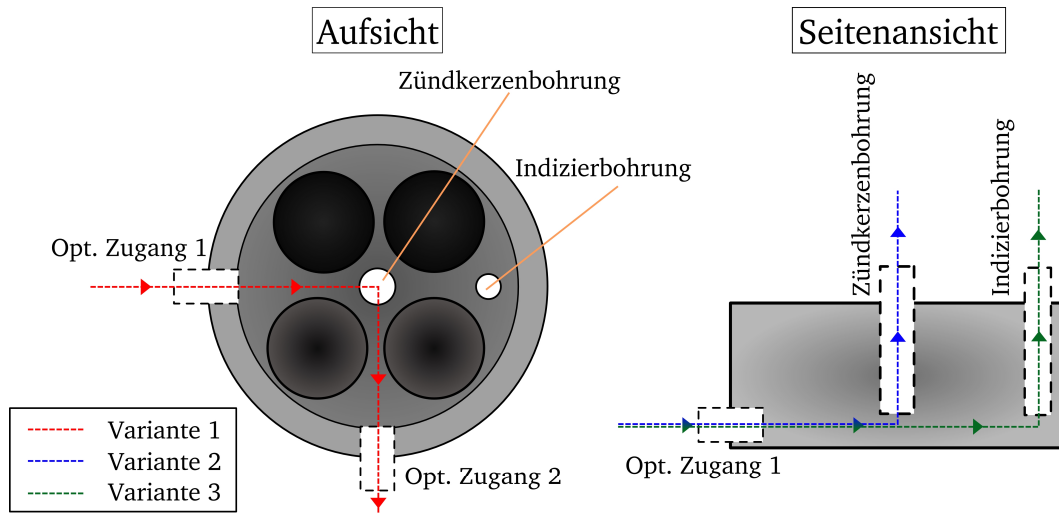 Aufsicht
Seitenansicht
Zündkerzenbohrung
Indizierbohrung
Opt. Zugang 1
Opt. Zugang 2
Zündkerzenbohrung
Indizierbohrung
Opt. Zugang 1
Variante 1
Variante 2
Variante 3